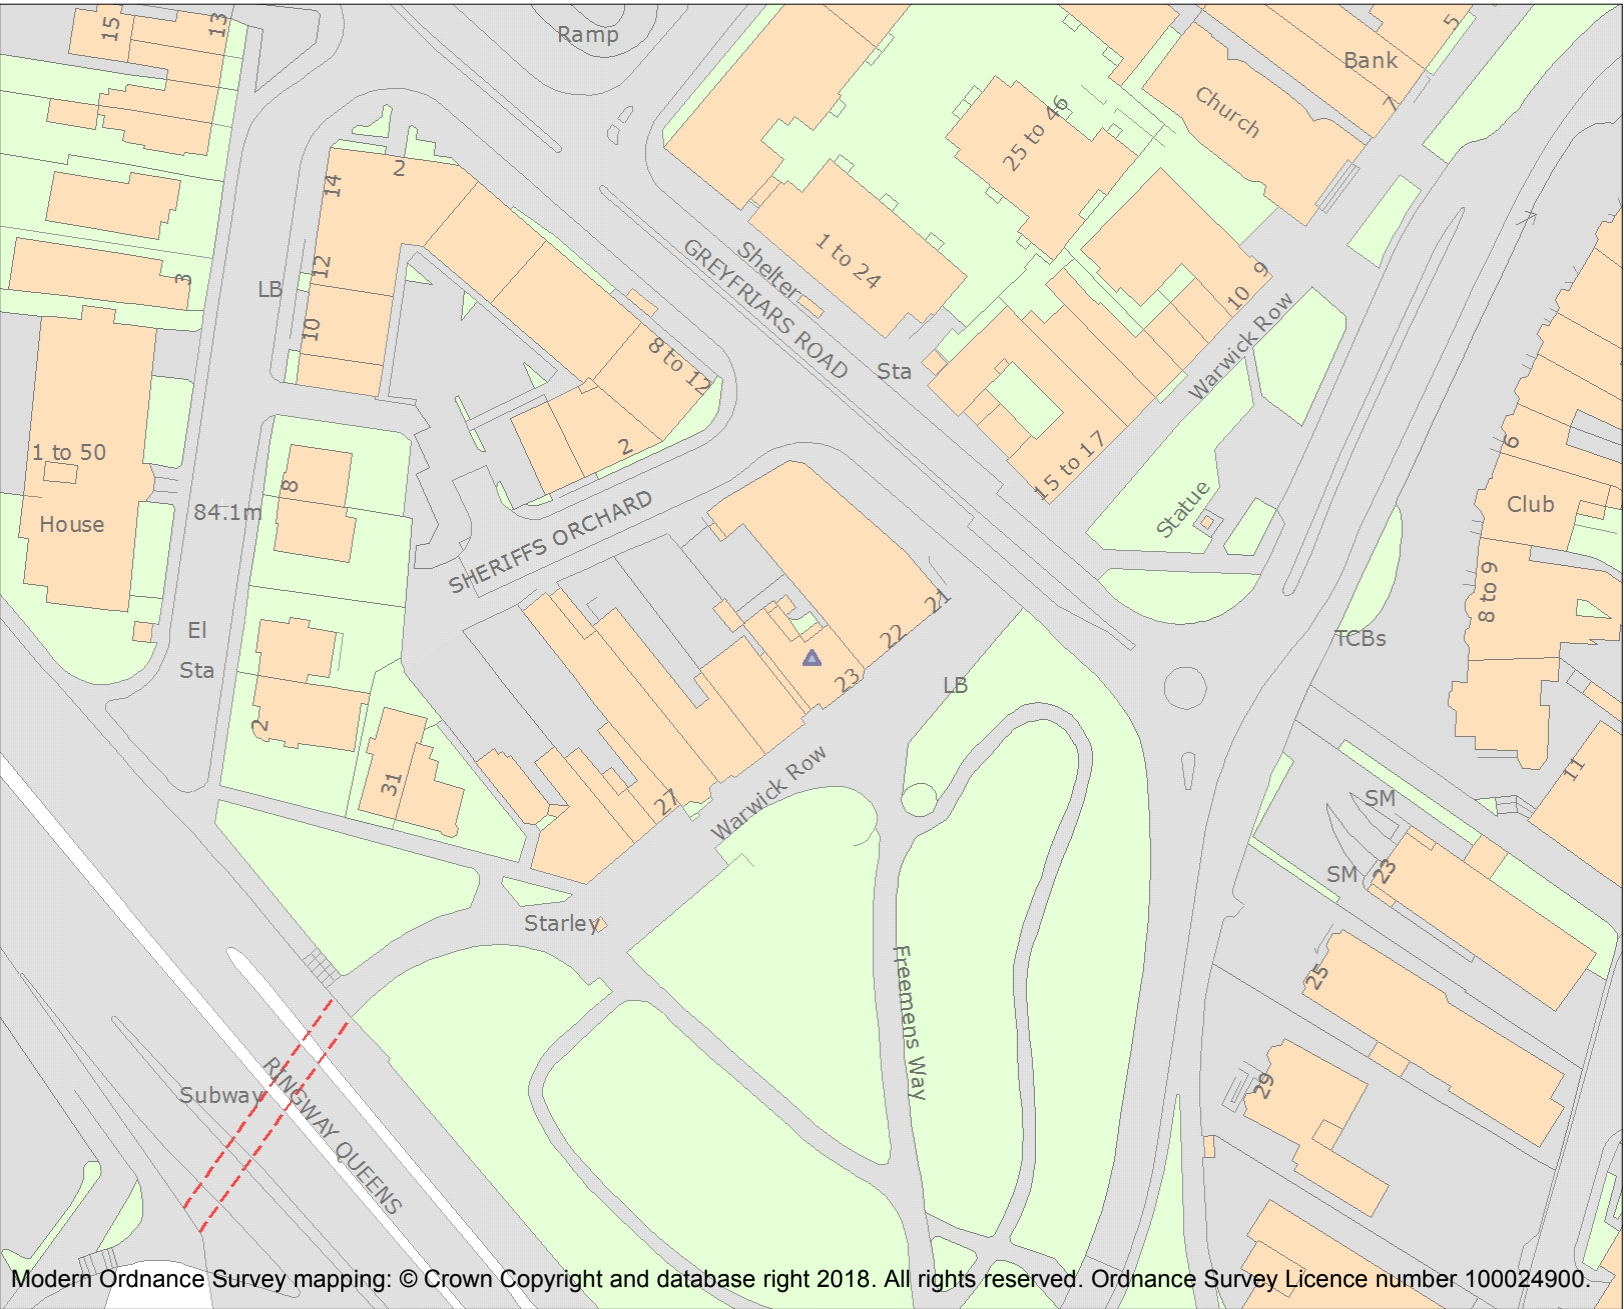 15
13
Ramp
Bank
5
7
Church
25 to 46
14
2
3
12
LB
10
1 to 24
Shelter
GREYFRIARS ROAD
Sta
9
10
Warwick Row
8 to 12
2
15 to 17
1 to 50
House
8
84.1m
SHERIFFS ORCHARD
Statue
6
Club
8 to 9
El
Sta
21
22
23
LB
TCBs
2
31
27
Warwick Row
11
SM
SM
23
Starley
Freemens Way
25
29
Subway
RINGWAY QUEENS
Modern Ordnance Survey mapping: © Crown Copyright and database right 2018. All rights reserved. Ordnance Survey Licence number 100024900.